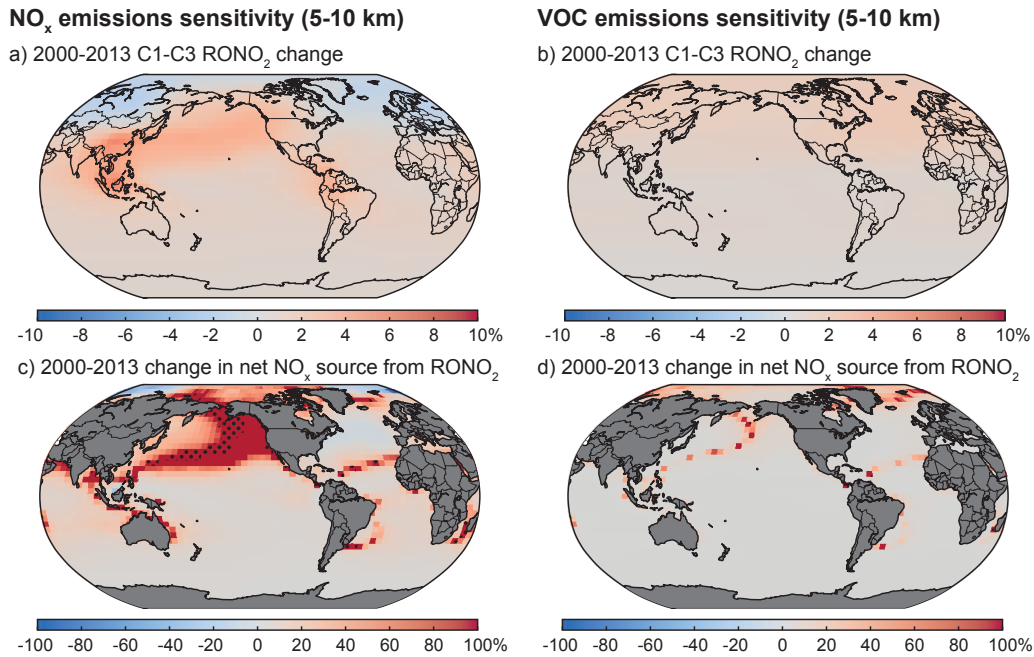 NOₓ emissions sensitivity (5-10 km)
VOC emissions sensitivity (5-10 km)
a) 2000-2013 C1-C3 RONO₂ change
b) 2000-2013 C1-C3 RONO₂ change
-10 -8 -6 -4 -2 0 2 4 6 8 10%
-10 -8 -6 -4 -2 0 2 4 6 8 10%
c) 2000-2013 change in net NOₓ source from RONO₂
d) 2000-2013 change in net NOₓ source from RONO₂
-100 -80 -60 -40 -20 0 20 40 60 80 100%
-100 -80 -60 -40 -20 0 20 40 60 80 100%